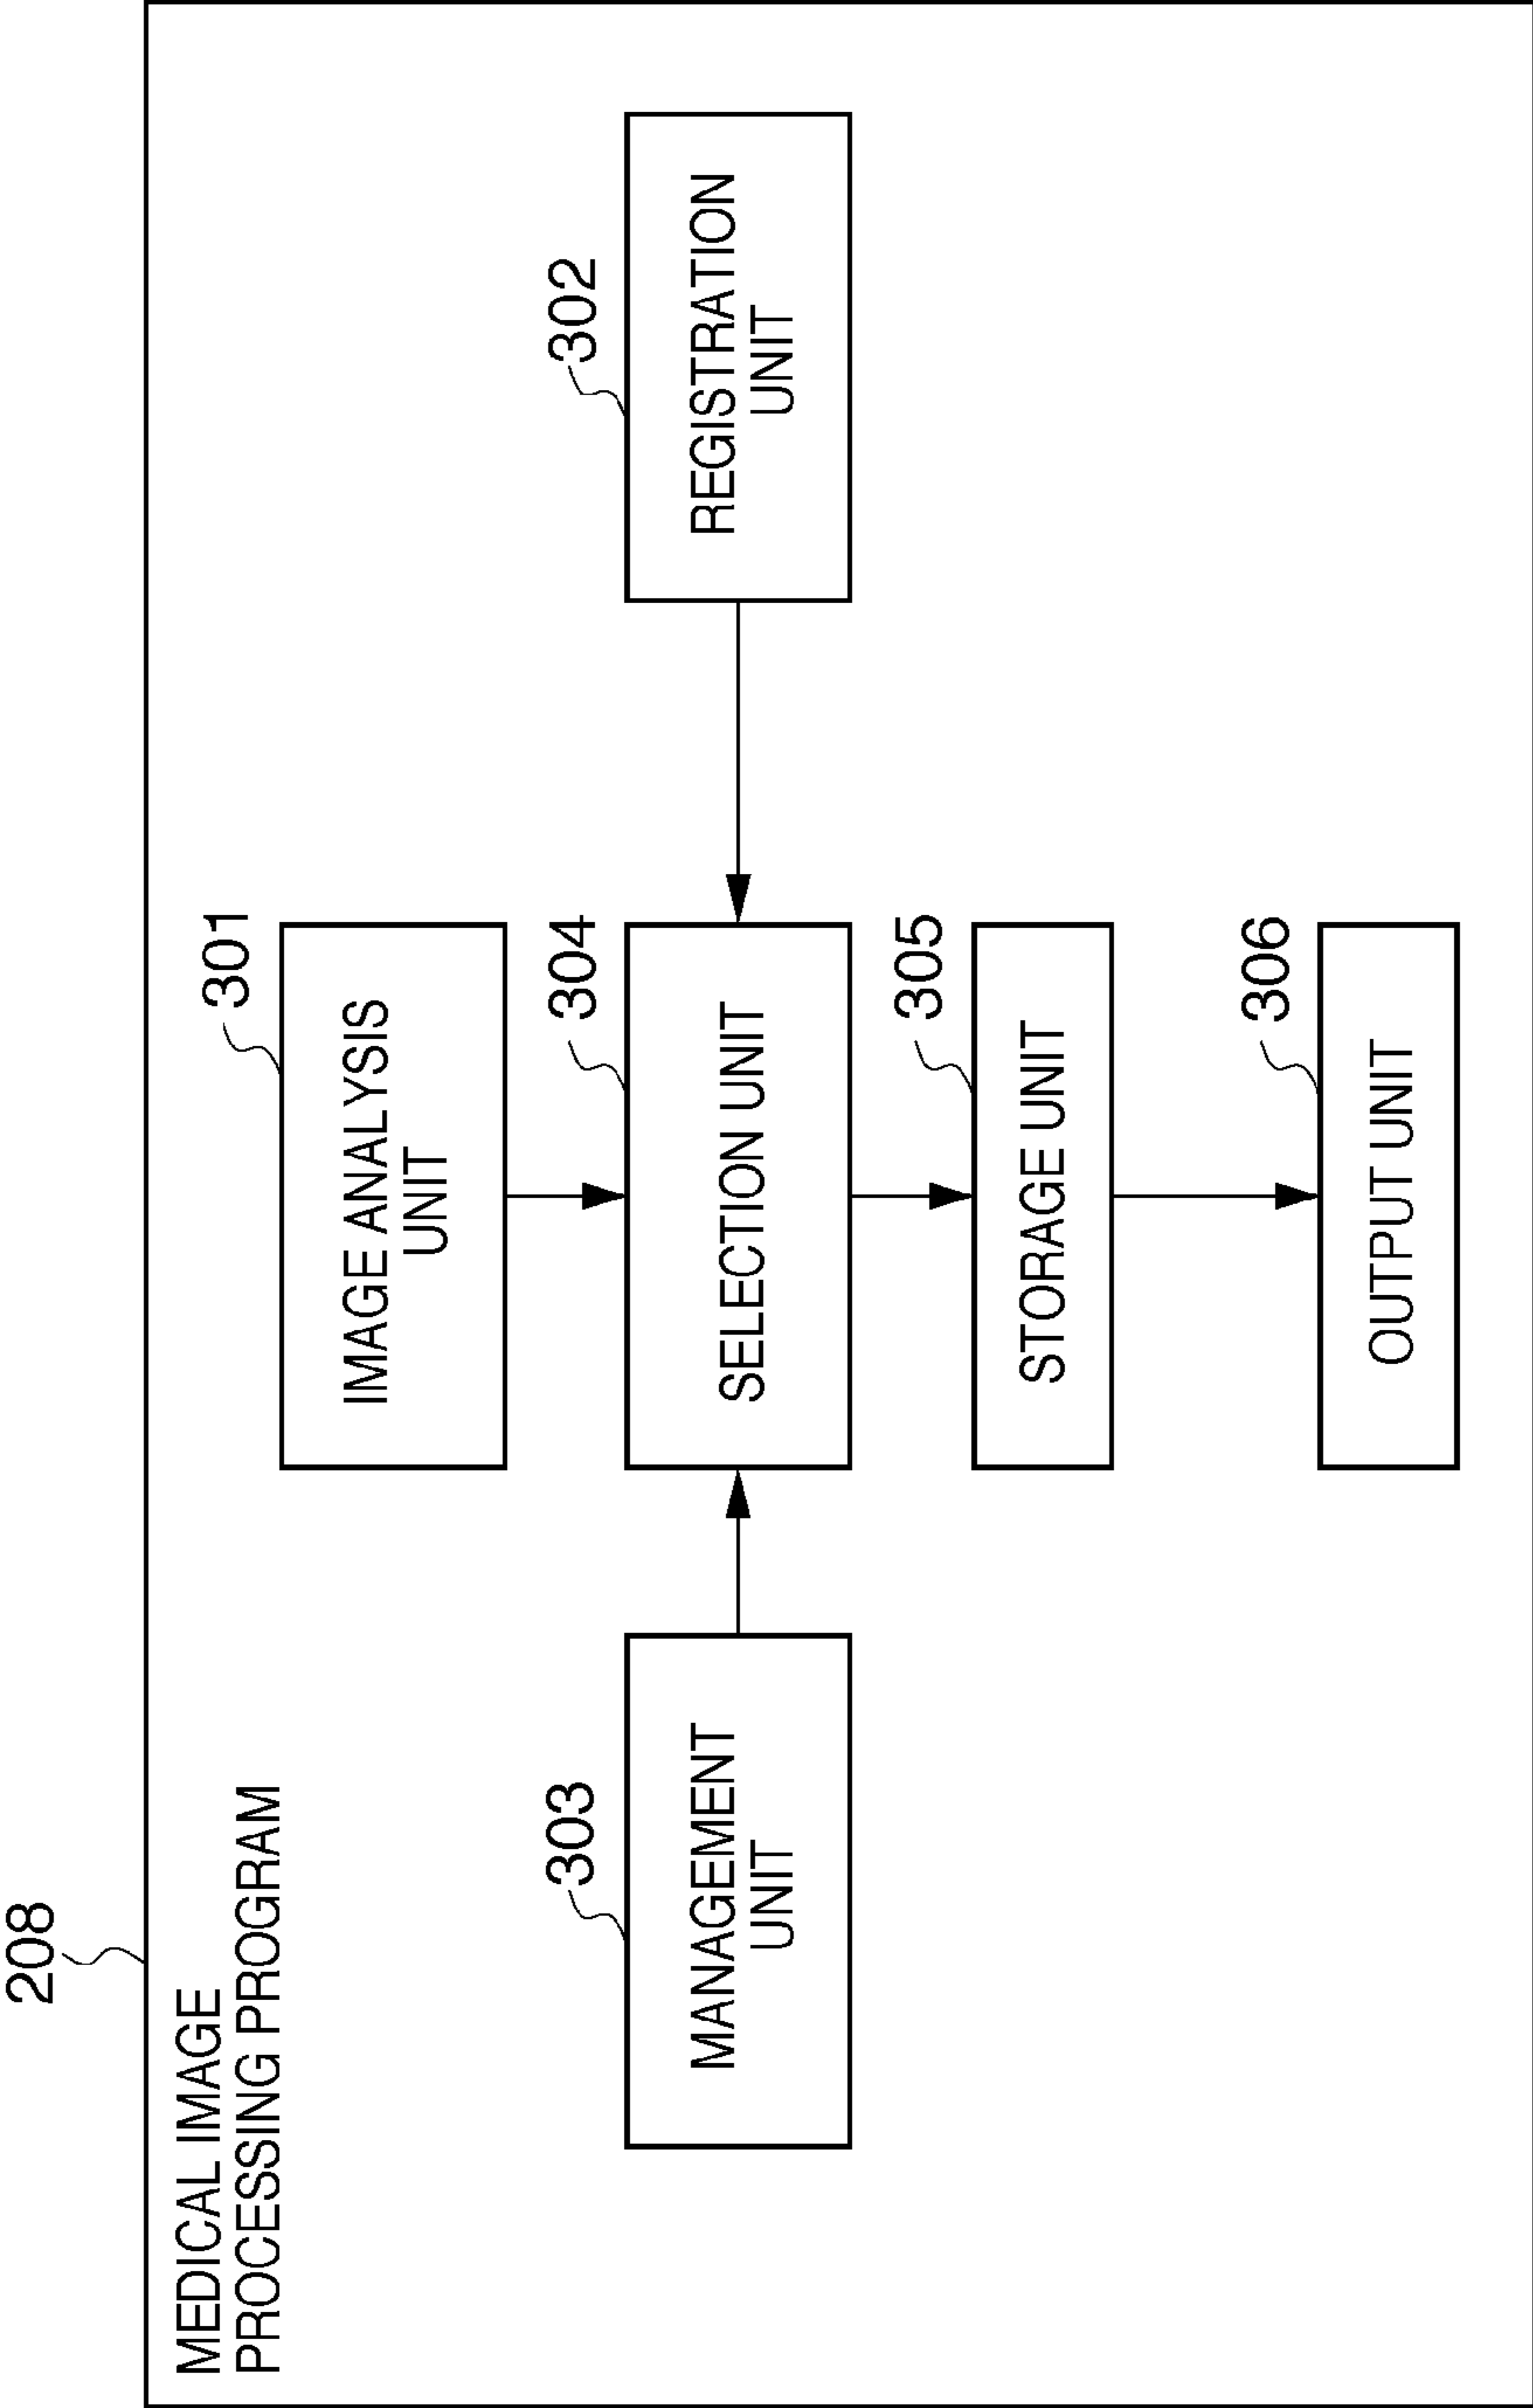 208
MEDICAL IMAGE
PROCESSING PROGRAM
301
IMAGE ANALYSIS
UNIT
303
MANAGEMENT
UNIT
304
SELECTION UNIT
302
REGISTRATION
UNIT
305
STORAGE UNIT
306
OUTPUT UNIT